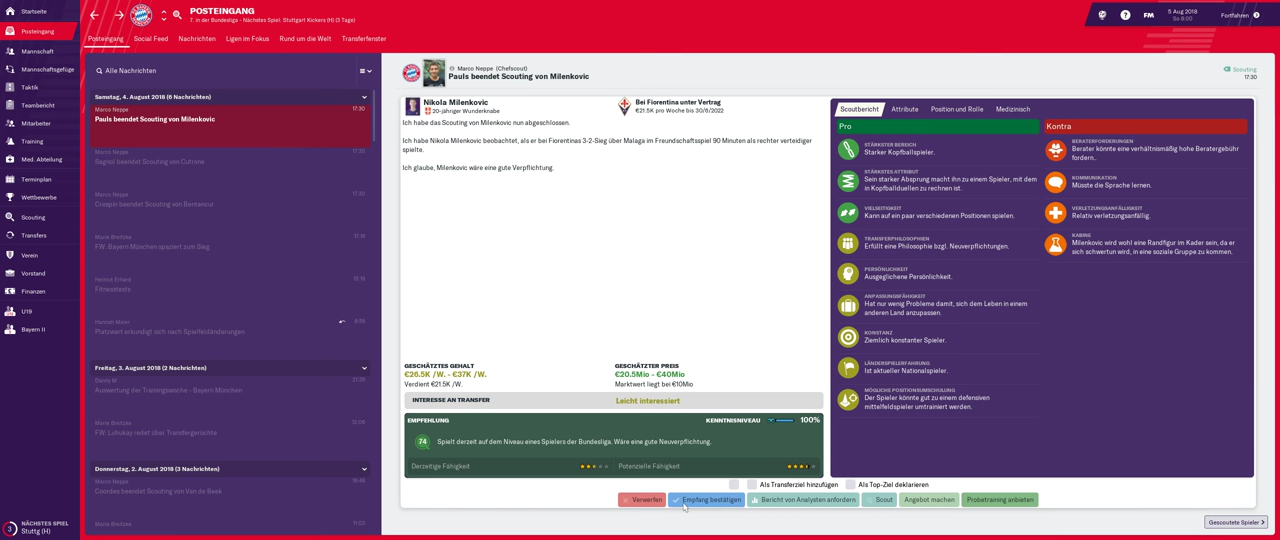 Startseite
Posteingang
Mannschaft
Mannschaftsgefüge
Taktik
Teambericht
Mitarbeiter
Training
Med. Abteilung
Terminplan
Wettbewerbe
Scouting
Transfers
Verein
Vorstand
Finanzen
U19
Bayern II
3
NÄCHSTES SPIEL
Stuttg (H)
POSTEINGANG
7. in der Bundesliga - Nächstes Spiel: Stuttgart Kickers (H) (3 Tage)
FM
5 Aug 2018
So 8:00
Fortfahren
Posteingang
Social Feed
Nachrichten
Ligen im Fokus
Rund um die Welt
Transferfenster
Alle Nachrichten
Samstag, 4. August 2018 (6 Nachrichten)
Marco Neppe
17:30
Pauls beendet Scouting von Milenkovic
Marco Neppe
17:30
Bagnol beendet Scouting von Cutrone
Marco Neppe
17:30
Crespin beendet Scouting von Bentancur
Marie Breitzke
FW: Bayern München spaziert zum Sieg
Helmut Erhard
Fitnesstests
Hannah Maier
Platzwart erkundigt sich nach Spielfeldänderungen
Freitag, 3. August 2018 (2 Nachrichten)
Danny M
21:39
Auswertung der Trainingswoche - Bayern München
Marie Breitzke
FW: Luhukay redet über Transfergerüchte
Donnerstag, 2. August 2018 (3 Nachrichten)
Marco Neppe
Coordes beendet Scouting von Van de Beek
Marie Breitzke
11:03
Marco Neppe (Chefscout)
Pauls beendet Scouting von Milenkovic
Scouting
17:30
Nikola Milenkovic
20-jähriger Wunderknabe
Bei Fiorentina unter Vertrag
€21.5K pro Woche bis 30/6/2022
Ich habe das Scouting von Milenkovic nun abgeschlossen.
Ich habe Nikola Milenkovic beobachtet, als er bei Fiorentinas 3-2-Sieg über Malaga im Freundschaftsspiel 90 Minuten als rechter verteidiger
spielte.
Ich glaube, Milenkovic wäre eine gute Verpflichtung.
GESCHÄTZTES GEHALT
€26.5K /W. - €37K /W.
Verdient €21.5K /W.
GESCHÄTZTER PREIS
€20.5Mio - €40Mio
Marktwert liegt bei €10Mio
INTERESSE AN TRANSFER
Leicht interessiert
EMPFEHLUNG
KENNTNISNIVEAU
100%
74
Spielt derzeit auf dem Niveau eines Spielers der Bundesliga. Wäre eine gute Neuverpflichtung.
Derzeitige Fähigkeit
Potenzielle Fähigkeit
Scoutbericht
Attribute
Position und Rolle
Medizinisch
Pro
STÄRKSTER BEREICH
Starker Kopfballspieler.
STÄRKSTES ATTRIBUT
Sein starker Absprung macht ihn zu einem Spieler, mit dem
in Kopfballduellen zu rechnen ist.
VIELSEITIGKEIT
Kann auf ein paar verschiedenen Positionen spielen.
TRANSFERPHILOSOPHIEN
Erfüllt eine Philosophie bzgl. Neuverpflichtungen.
PERSÖNLICHKEIT
Ausgeglichene Persönlichkeit.
ANPASSUNGSFÄHIGKEIT
Hat nur wenig Probleme damit, sich dem Leben in einem
anderen Land anzupassen.
KONSTANZ
Ziemlich konstanter Spieler.
LÄNDERSPIELERFAHRUNG
Ist aktueller Nationalspieler.
MÖGLICHE POSITIONSUMSCHULUNG
Der Spieler könnte gut zu einem defensiven
mittelfeldspieler umtrainiert werden.
Kontra
BERATERFORDERUNGEN
Berater könnte eine verhältnismäßig hohe Beratergebühr
fordern..
KOMMUNIKATION
Müsste die Sprache lernen.
VERLETZUNGSANFÄLLIGKEIT
Relativ verletzungsanfällig.
KABINE
Milenkovic wird wohl eine Randfigur im Kader sein, da er
sich schwertun wird, in eine soziale Gruppe zu kommen.
Als Transferziel hinzufügen
Als Top-Ziel deklarieren
Verwerfen
Empfang bestätigen
Bericht von Analysten anfordern
Scout
Angebot machen
Probetraining anbieten
Gescoutete Spieler